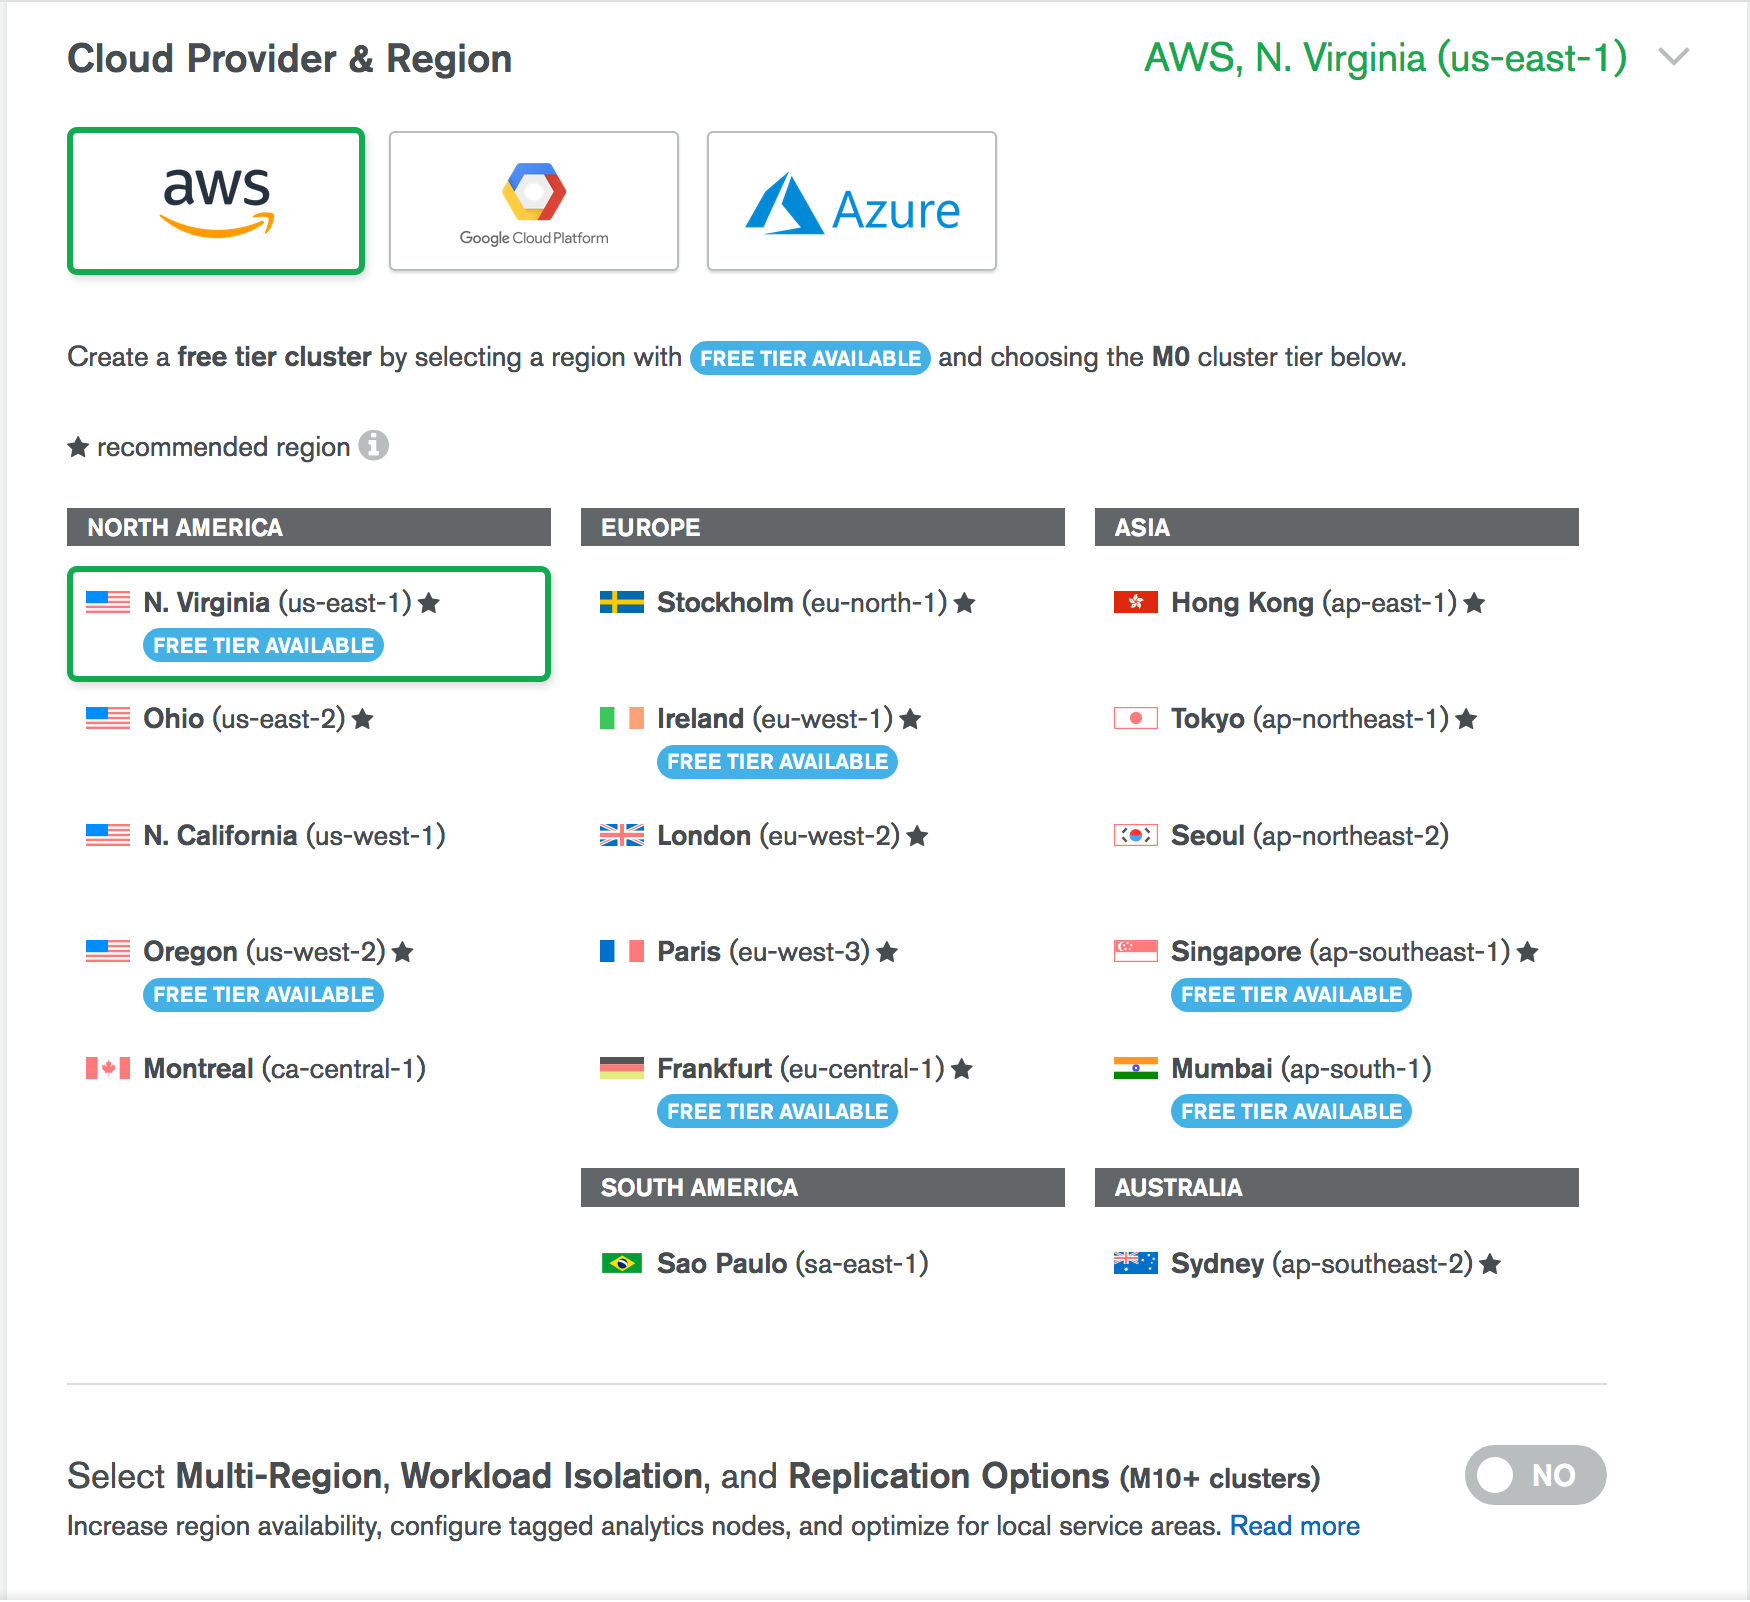 Cloud Provider & Region
AWS, N. Virginia (us-east-1)
aws
Google Cloud Platform
Azure
Create a free tier cluster by selecting a region with FREE TIER AVAILABLE and choosing the M0 cluster tier below.
★ recommended region
NORTH AMERICA
N. Virginia (us-east-1) ★
FREE TIER AVAILABLE
Ohio (us-east-2) ★
N. California (us-west-1)
Oregon (us-west-2) ★
FREE TIER AVAILABLE
Montreal (ca-central-1)
EUROPE
Stockholm (eu-north-1) ★
Ireland (eu-west-1) ★
FREE TIER AVAILABLE
London (eu-west-2) ★
Paris (eu-west-3) ★
Frankfurt (eu-central-1) ★
FREE TIER AVAILABLE
SOUTH AMERICA
Sao Paulo (sa-east-1)
ASIA
Hong Kong (ap-east-1) ★
Tokyo (ap-northeast-1) ★
Seoul (ap-northeast-2)
Singapore (ap-southeast-1) ★
FREE TIER AVAILABLE
Mumbai (ap-south-1)
FREE TIER AVAILABLE
AUSTRALIA
Sydney (ap-southeast-2) ★
Select Multi-Region, Workload Isolation, and Replication Options (M10+ clusters)
NO
Increase region availability, configure tagged analytics nodes, and optimize for local service areas. Read more